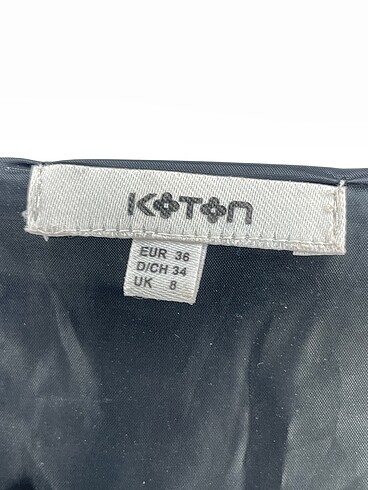 KOTON
EUR 36
D/CH 34
UK 8